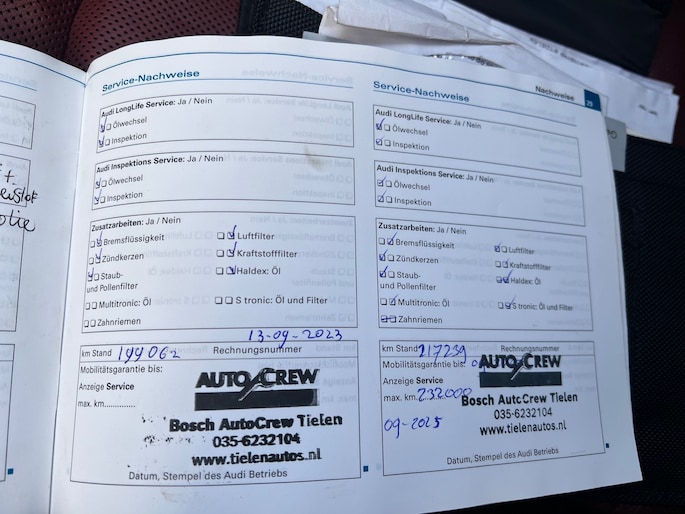 Service-Nachweise
Audi LongLife Service: Ja / Nein
Ölwechsel
Inspektion
Audi Inspektions Service: Ja / Nein
Ölwechsel
Inspektion
Zusatzarbeiten: Ja / Nein
Bremsflüssigkeit
Luftfilter
Zündkerzen
Kraftstofffilter
Staub-
und Pollenfilter
Haldex: Öl
Multitronic: Öl
S tronic: Öl und Filter
Zahnriemen
13-09-2023
km Stand 199062 Rechnungsnummer
Mobilitätsgarantie bis:
Anzeige Service
max. km.............
AUTO CREW
Bosch AutoCrew Tielen
035-6232104
www.tielenautos.nl
Datum, Stempel des Audi Betriebs
Nachweise 29
Service-Nachweise
Audi LongLife Service: Ja / Nein
Ölwechsel
Inspektion
Audi Inspektions Service: Ja / Nein
Ölwechsel
Inspektion
Zusatzarbeiten: Ja / Nein
Bremsflüssigkeit
Luftfilter
Zündkerzen
Kraftstofffilter
Staub-
und Pollenfilter
Haldex: Öl
Multitronic: Öl
S tronic: Öl und Filter
Zahnriemen
km Stand 217239 Rechnungsnummer
Mobilitätsgarantie bis:
Anzeige Service
max. km 232000
09-2025
AUTO CREW
Bosch AutoCrew Tielen
035-6232104
www.tielenautos.nl
Datum, Stempel des Audi Betriebs